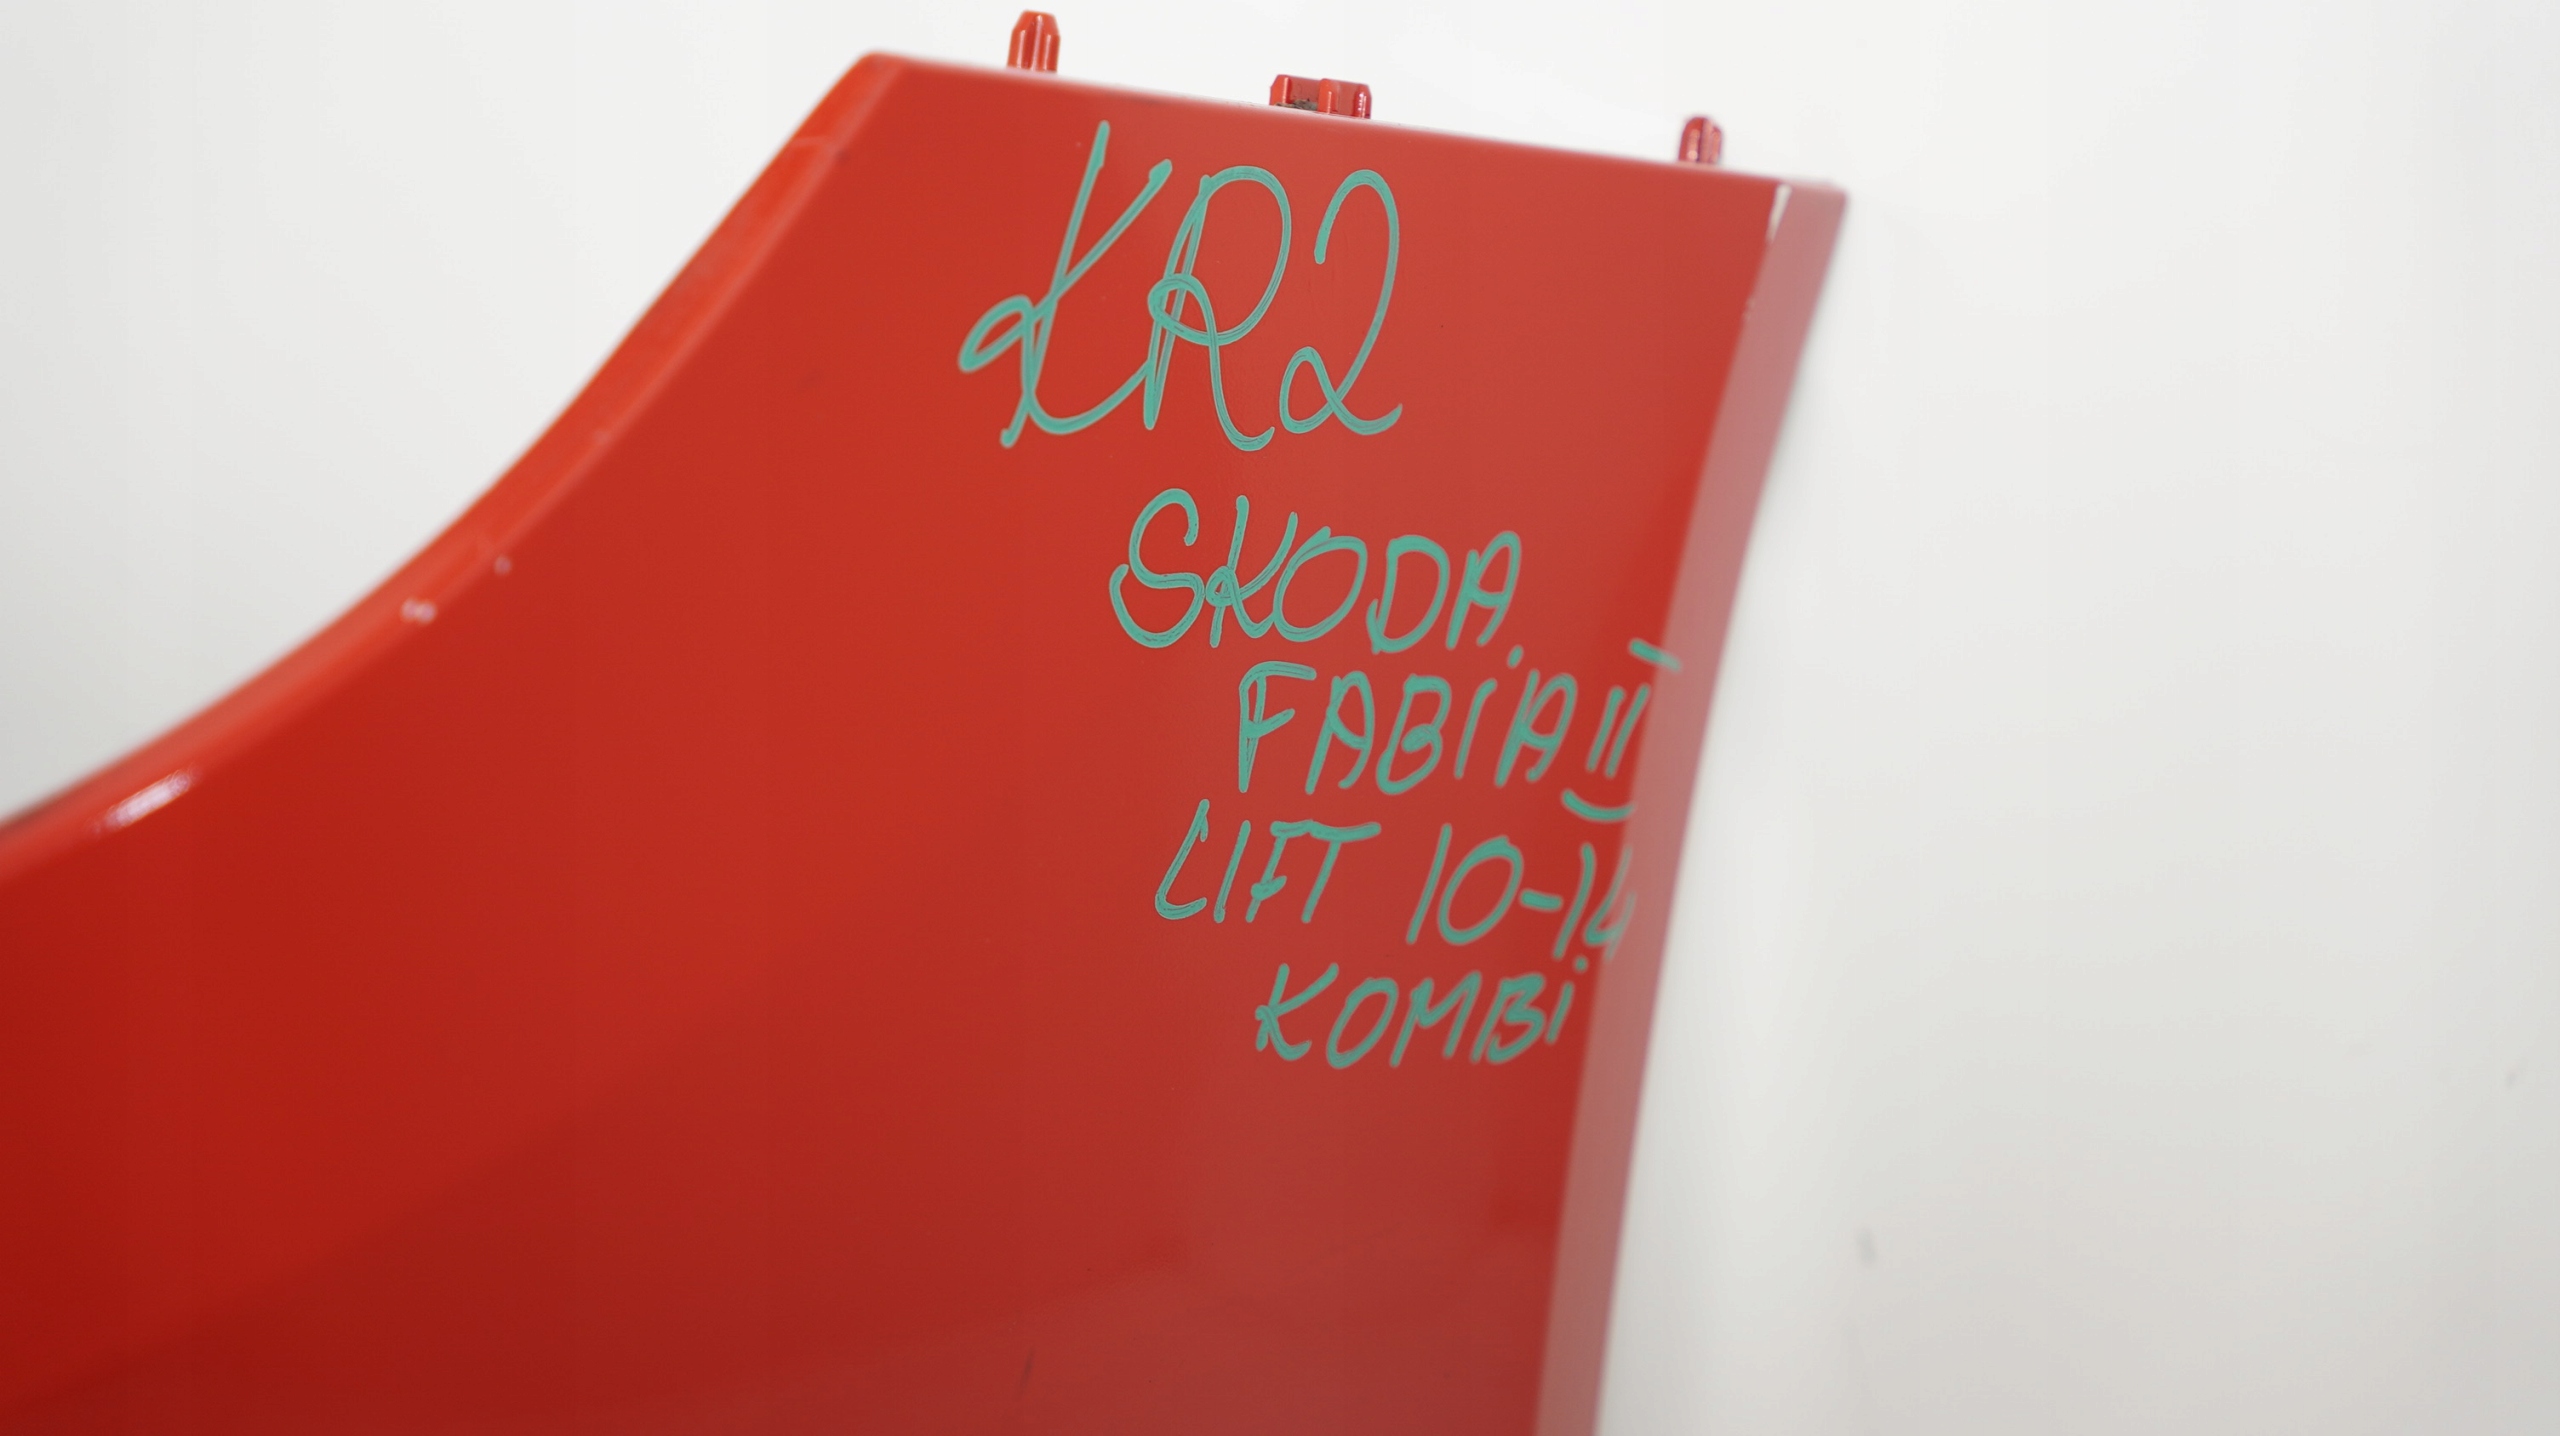 KR2
SKODA.
FABIA II
LIFT 10-14
KOMBi